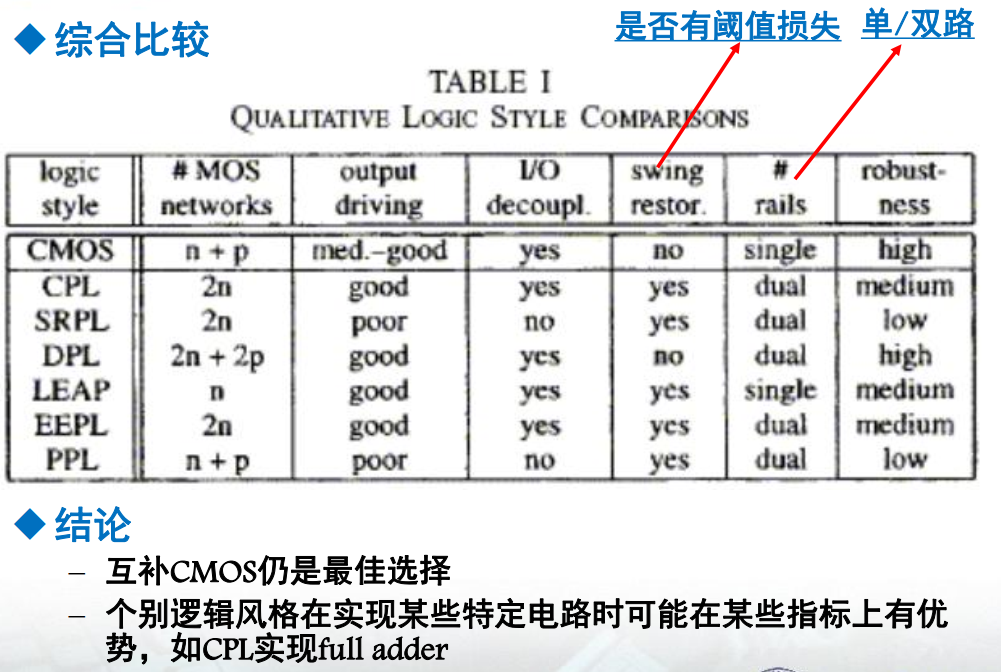 ◆ 综合比较
是否有阈值损失 单/双路
TABLE I
QUALITATIVE LOGIC STYLE COMPARISONS
logic style | # MOS networks | output driving | I/O decoupl. | swing restor. | # rails | robust-ness
CMOS | n + p | med.–good | yes | no | single | high
CPL | 2n | good | yes | yes | dual | medium
SRPL | 2n | poor | no | yes | dual | low
DPL | 2n + 2p | good | yes | no | dual | high
LEAP | n | good | yes | yes | single | medium
EEPL | 2n | good | yes | yes | dual | medium
PPL | n + p | poor | no | yes | dual | low
◆ 结论
– 互补CMOS仍是最佳选择
– 个别逻辑风格在实现某些特定电路时可能在某些指标上有优
势，如CPL实现full adder